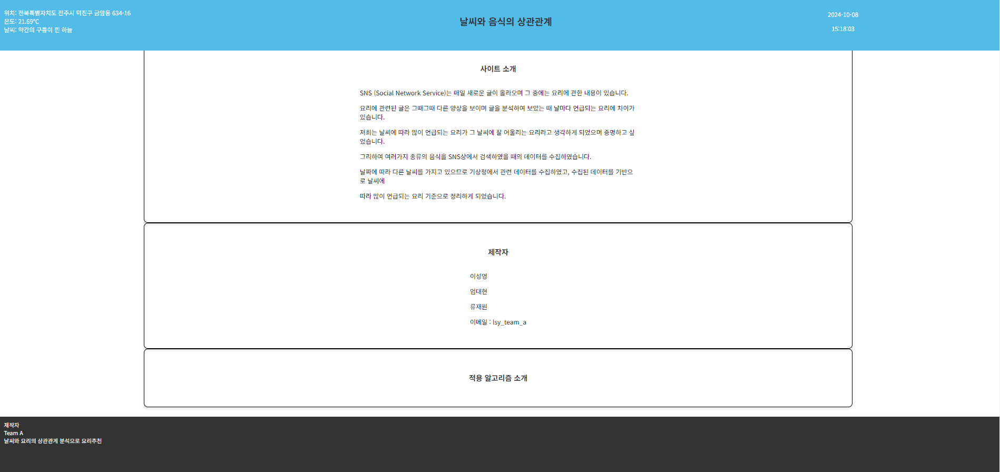 위치: 전북특별자치도 전주시 덕진구 금암동 634-16
온도: 21.69°C
날씨: 약간의 구름이 낀 하늘
날씨와 음식의 상관관계
2024-10-08
15:18:03
사이트 소개
SNS (Social Network Service)는 매일 새로운 글이 올라오며 그 중에는 요리에 관한 내용이 있습니다.
요리에 관련된 글은 그때그때 다른 양상을 보이며 글을 분석하여 보았는 때 날마다 언급되는 요리에 차이가
있습니다.
저희는 날씨에 따라 많이 언급되는 요리가 그 날씨에 잘 어울리는 요리라고 생각하게 되었으며 증명하고 싶
었습니다.
그리하여 여러가지 종류의 음식을 SNS상에서 검색하였을 때의 데이터를 수집하였습니다.
날짜에 따라 다른 날씨를 가지고 있으므로 기상청에서 관련 데이터를 수집하였고, 수집된 데이터를 기반으
로 날씨에
따라 많이 언급되는 요리 기준으로 정리하게 되었습니다.
제작자
이성영
엄대현
류재원
이메일 : lsy_team_a
적용 알고리즘 소개
제작자
Team A
날씨와 요리의 상관관계 분석으로 요리추천